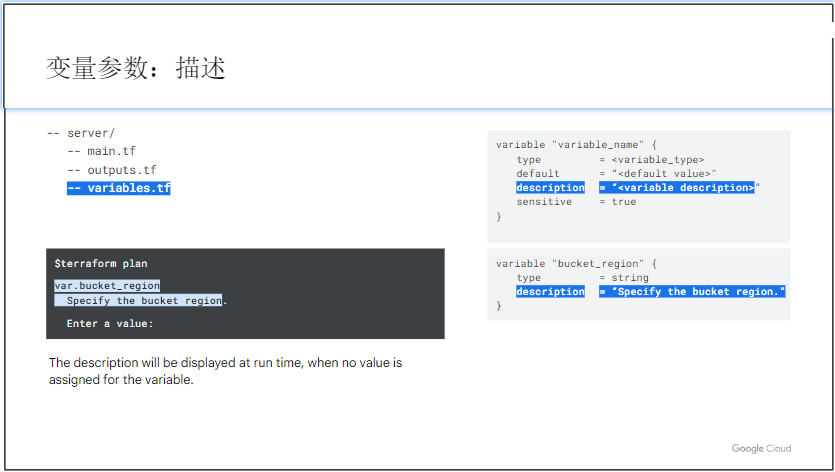 变量参数：描述
-- server/
-- main.tf
-- outputs.tf
-- variables.tf
$terraform plan
var.bucket_region
Specify the bucket region.
Enter a value:
The description will be displayed at run time, when no value is
assigned for the variable.
variable "variable_name" {
type = <variable_type>
default = “<default value>"
description = “<variable description>"
sensitive = true
}
variable "bucket_region" {
type = string
description = “Specify the bucket region.”
}
Google Cloud